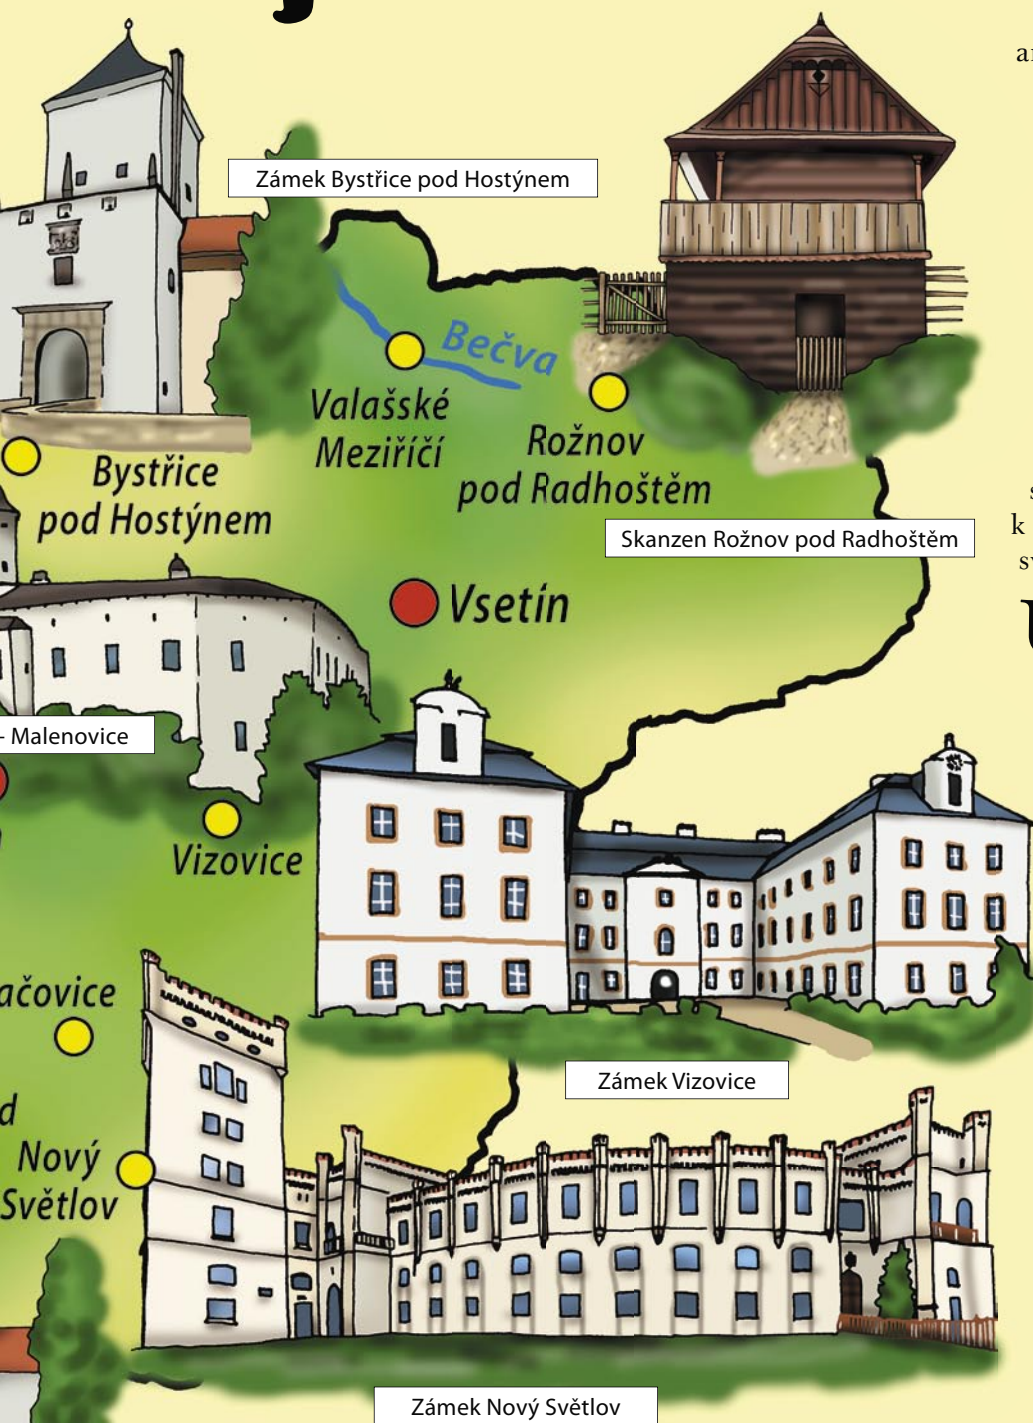 Zámek Bystřice pod Hostýnem
Bečva
Valašské
Meziříčí
Rožnov
pod Radhoštěm
Bystřice
pod Hostýnem
Skanzen Rožnov pod Radhoštěm
k
Vsetín
- Malenovice
Vizovice
ačovice
Zámek Vizovice
d
Nový
Světlov
Zámek Nový Světlov